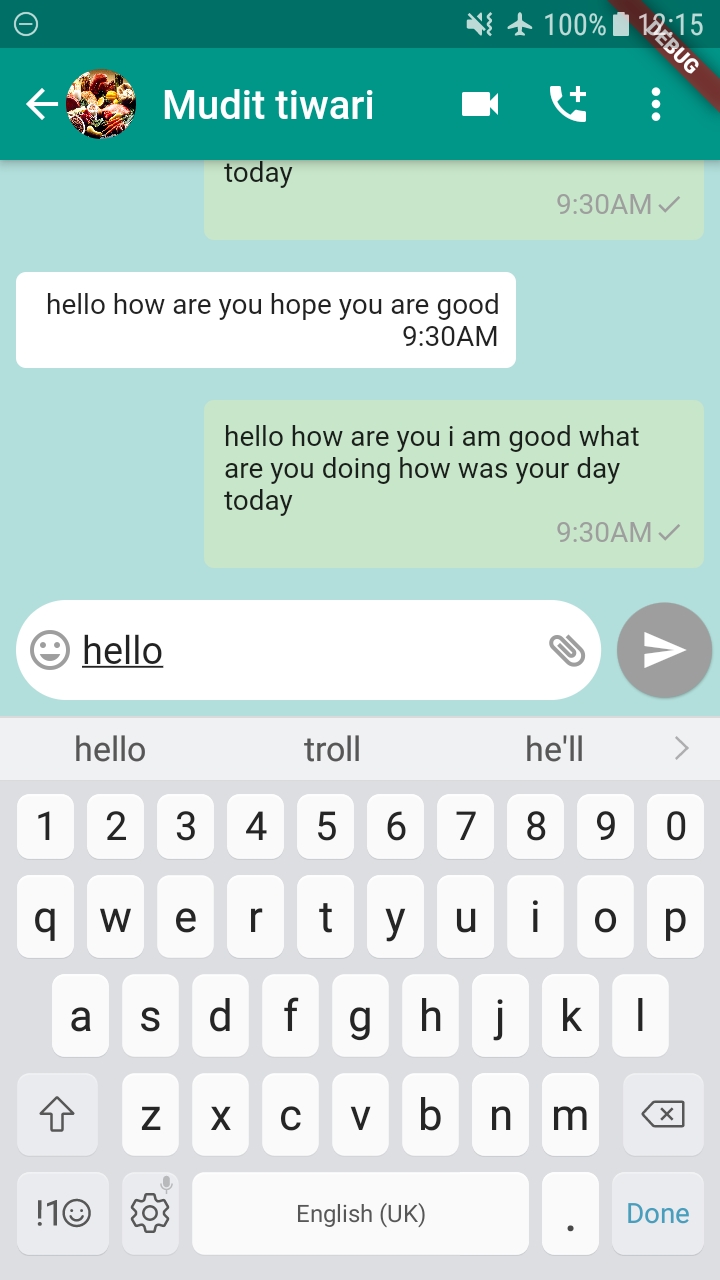 100% 12:15
DEBUG
Mudit tiwari
today
9:30AM
hello how are you hope you are good
9:30AM
hello how are you i am good what
are you doing how was your day
today
9:30AM
hello
hello troll he'll
1 2 3 4 5 6 7 8 9 0
q w e r t y u i o p
a s d f g h j k l
z x c v b n m
!1☺ English (UK) . Done